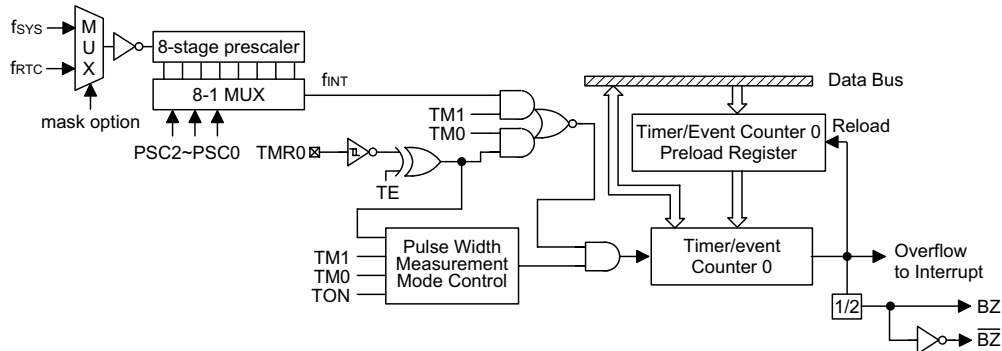 fSYS
fRTC
M
U
X
mask option
8-stage prescaler
8-1 MUX
PSC2~PSC0
fINT
TM1
TM0
TMR0
TE
TM1
TM0
TON
Pulse Width
Measurement
Mode Control
Data Bus
Timer/Event Counter 0
Preload Register
Reload
Timer/event
Counter 0
Overflow
to Interrupt
1/2
BZ
B̅Z̅